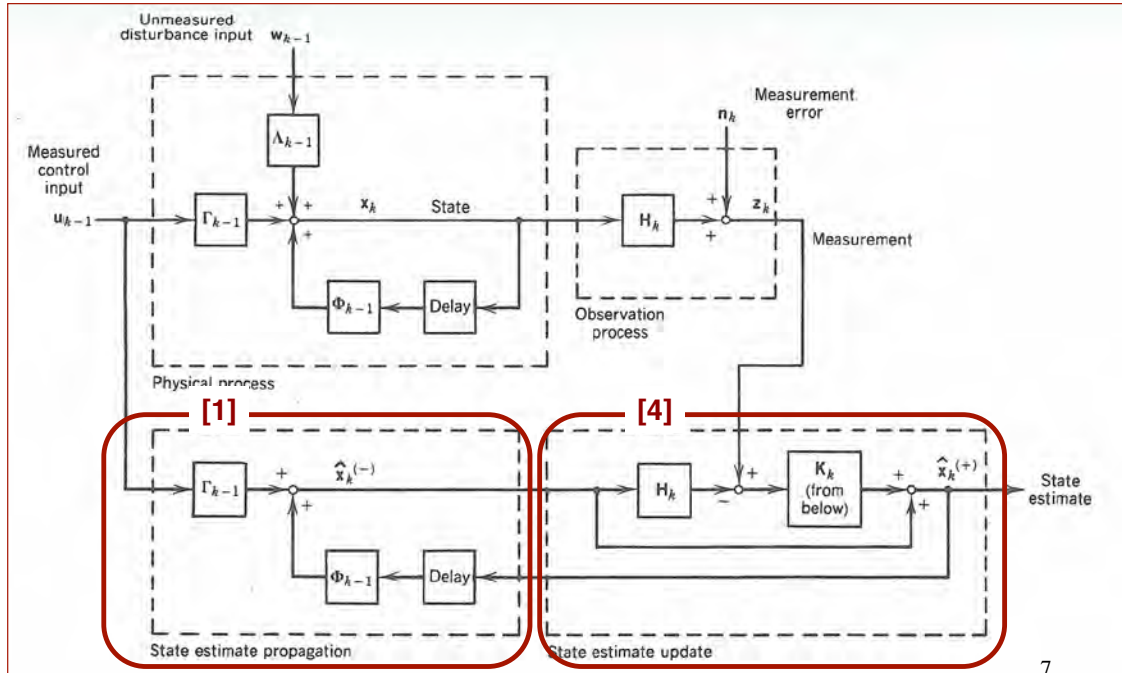 Unmeasured
disturbance input w_{k-1}
Measurement
error
n_k
Measured
control
input
u_{k-1}
Λ_{k-1}
Γ_{k-1}
+ +
+
x_k State
Φ_{k-1}
Delay
Physical process
H_k
+
+
z_k
Measurement
Observation
process
[1]
Γ_{k-1}
+
+
x̂_k(-)
Φ_{k-1}
Delay
State estimate propagation
[4]
H_k
-
+
K_k
(from
below)
+
+
x̂_k(+)
State
estimate
State estimate update
7